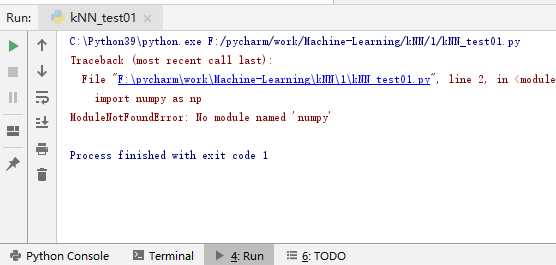 Run: kNN_test01 ×
C:\Python39\python.exe F:/pycharm/work/Machine-Learning/kNN/1/kNN_test01.py
Traceback (most recent call last):
File "F:\pycharm\work\Machine-Learning\kNN\1\kNN_test01.py", line 2, in <module
import numpy as np
ModuleNotFoundError: No module named 'numpy'
Process finished with exit code 1
Python Console Terminal 4: Run 6: TODO